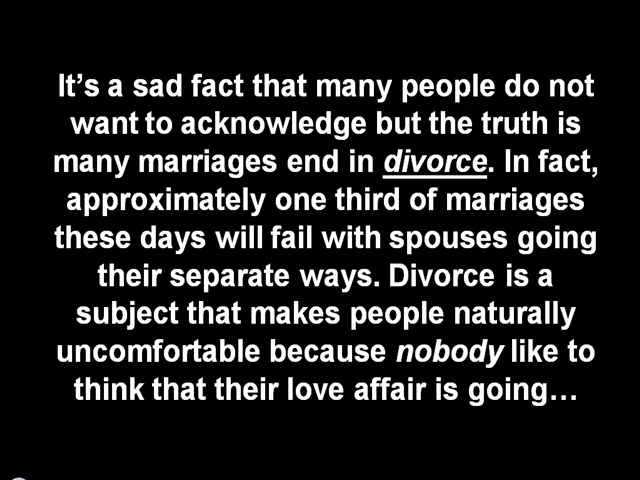 It’s a sad fact that many people do not
want to acknowledge but the truth is
many marriages end in divorce. In fact,
approximately one third of marriages
these days will fail with spouses going
their separate ways. Divorce is a
subject that makes people naturally
uncomfortable because nobody like to
think that their love affair is going…